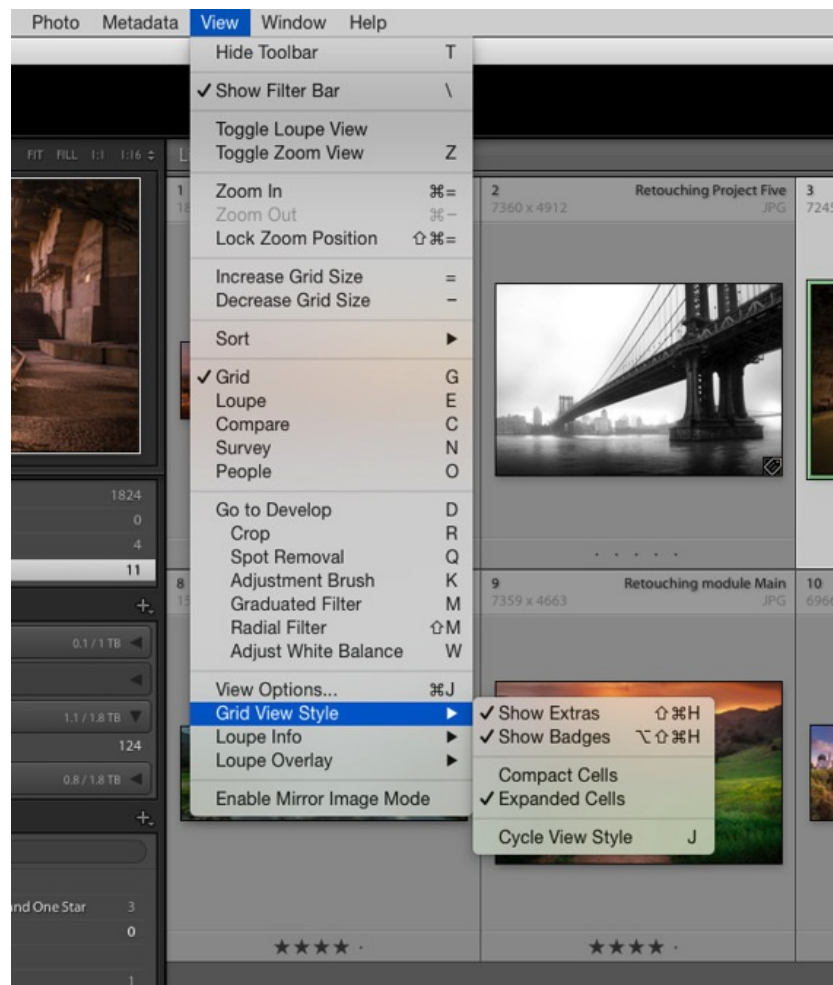 Photo Metadata View Window Help
Hide Toolbar T
✓ Show Filter Bar \
Toggle Loupe View
Toggle Zoom View Z
Zoom In ⌘=
Zoom Out ⌘−
Lock Zoom Position ⇧⌘=
Increase Grid Size =
Decrease Grid Size −
Sort ▶
✓ Grid G
Loupe E
Compare C
Survey N
People O
Go to Develop D
Crop R
Spot Removal Q
Adjustment Brush K
Graduated Filter M
Radial Filter ⇧M
Adjust White Balance W
View Options... ⌘J
Grid View Style ▶
Loupe Info ▶
Loupe Overlay ▶
Enable Mirror Image Mode
✓ Show Extras ⇧⌘H
✓ Show Badges ⌥⇧⌘H
Compact Cells
✓ Expanded Cells
Cycle View Style J
FIT FILL 1:1 1:16
1824
0
4
11
0.1 / 1 TB
1.1 / 1.8 TB
124
0.8 / 1.8 TB
and One Star 3
0
1
1
2 Retouching Project Five
7360 x 4912 JPG
3
7245
8
15
9 Retouching module Main
7359 x 4663 JPG
10
6966
★★★★ ·
★★★★ ·